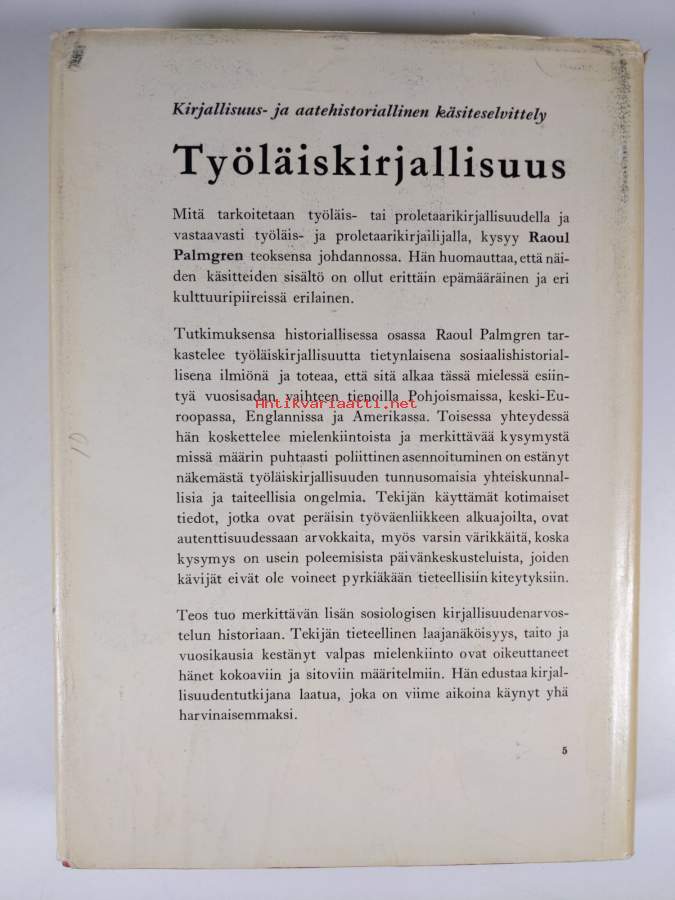 Kirjallisuus- ja aatehistoriallinen käsiteselvittely
Työläiskirjallisuus
Mitä tarkoitetaan työläis- tai proletaarikirjallisuudella ja
vastaavasti työläis- ja proletaarikirjailijalla, kysyy Raoul
Palmgren teoksensa johdannossa. Hän huomauttaa, että näi-
den käsitteiden sisältö on ollut erittäin epämääräinen ja eri
kulttuuripiireissä erilainen.
Tutkimuksensa historiallisessa osassa Raoul Palmgren tar-
kastelee työläiskirjallisuutta tietynlaisena sosiaalishistorial-
lisena ilmiönä ja toteaa, että sitä alkaa tässä mielessä esiin-
tyä vuosisadan vaihteen tienoilla Pohjoismaissa, keski-Eu-
Antikvariaatti.net
roopassa, Englannissa ja Amerikassa. Toisessa yhteydessä
hän koskettelee mielenkiintoista ja merkittävää kysymystä
missä määrin puhtaasti poliittinen asennoituminen on estänyt
näkemästä työläiskirjallisuuden tunnusomaisia yhteiskunnal-
lisia ja taiteellisia ongelmia. Tekijän käyttämät kotimaiset
tiedot, jotka ovat peräisin työväenliikkeen alkuajoilta, ovat
autenttisuudessaan arvokkaita, myös varsin värikkäitä, koska
kysymys on usein poleemisista päivänkeskusteluista, joiden
kävijät eivät ole voineet pyrkiäkään tieteellisiin kiteytyksiin.
Teos tuo merkittävän lisän sosiologisen kirjallisuudenarvos-
telun historiaan. Tekijän tieteellinen laajanäköisyys, taito ja
vuosikausia kestänyt valpas mielenkiinto ovat oikeuttaneet
hänet kokoaviin ja sitoviin määritelmiin. Hän edustaa kirjal-
lisuudentutkijana laatua, joka on viime aikoina käynyt yhä
harvinaisemmaksi.
5
10